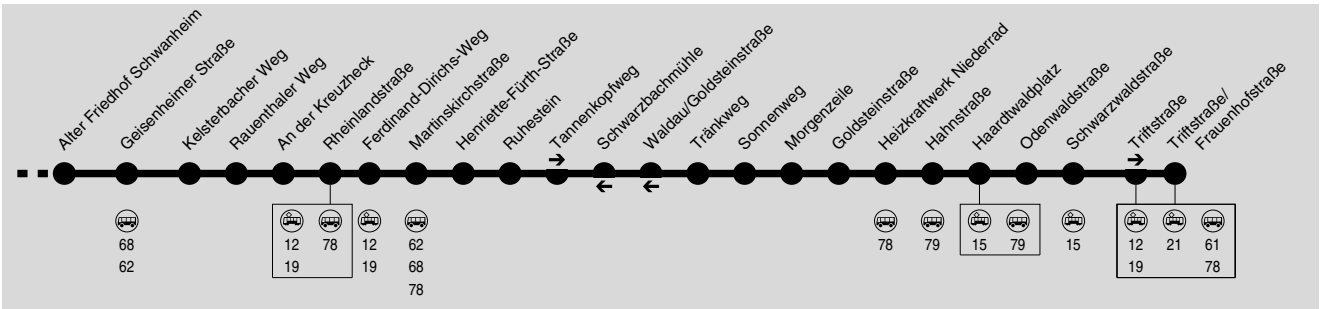 Alter Friedhof Schwanheim
Geisenheimer Straße
Kelsterbacher Weg
Rauenthaler Weg
An der Kreuzheck
Rheinlandstraße
Ferdinand-Dirichs-Weg
Martinskirchstraße
Henriette-Fürth-Straße
Ruhestein
Tannenkopfweg
Schwarzbachmühle
Waldau/Goldsteinstraße
Tränkweg
Sonnenweg
Morgenzeile
Goldsteinstraße
Heizkraftwerk Niederrad
Hahnstraße
Haardtwaldplatz
Odenwaldstraße
Schwarzwaldstraße
Triftstraße
Triftstraße/
Frauenhofstraße
→ →
← ←
68 12 78 12 62 78 79 15 79 15 12 21 61
62 19 19 68 19 78
78